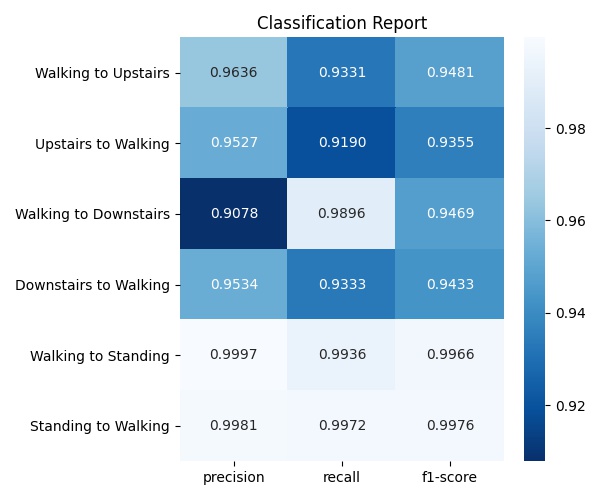 Classification Report
Walking to Upstairs 0.9636 0.9331 0.9481
Upstairs to Walking 0.9527 0.9190 0.9355
Walking to Downstairs 0.9078 0.9896 0.9469
Downstairs to Walking 0.9534 0.9333 0.9433
Walking to Standing 0.9997 0.9936 0.9966
Standing to Walking 0.9981 0.9972 0.9976
precision recall f1-score
0.98
0.96
0.94
0.92